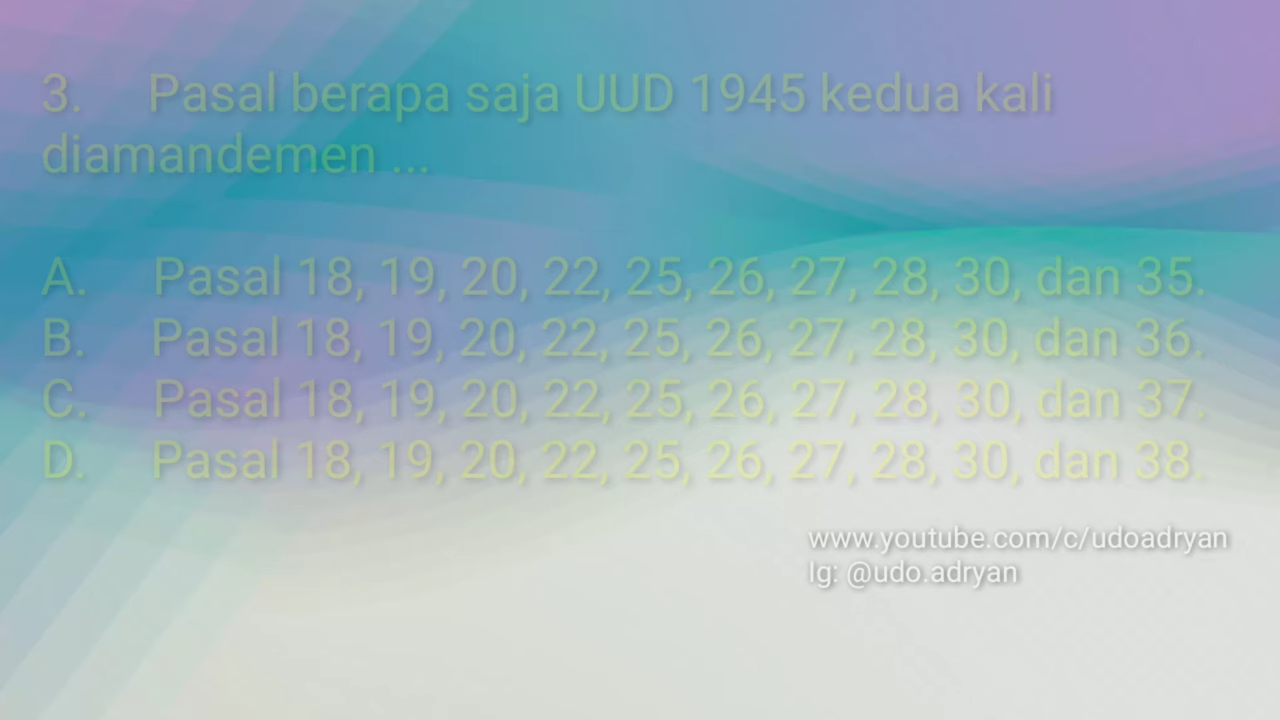 3. Pasal berapa saja UUD 1945 kedua kali
diamandemen ...
A. Pasal 18, 19, 20, 22, 25, 26, 27, 28, 30, dan 35.
B. Pasal 18, 19, 20, 22, 25, 26, 27, 28, 30, dan 36.
C. Pasal 18, 19, 20, 22, 25, 26, 27, 28, 30, dan 37.
D. Pasal 18, 19, 20, 22, 25, 26, 27, 28, 30, dan 38.
www.youtube.com/c/udoadryan
Ig: @udo.adryan